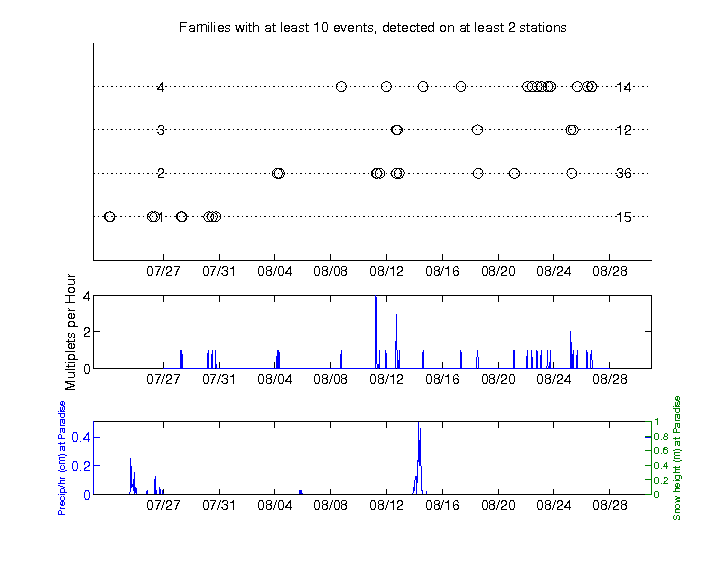 Families with at least 10 events, detected on at least 2 stations
4 14
3 12
2 36
1 15
07/27 07/31 08/04 08/08 08/12 08/16 08/20 08/24 08/28
Multiplets per Hour
4
2
0
07/27 07/31 08/04 08/08 08/12 08/16 08/20 08/24 08/28
Precip/hr (cm) at Paradise
0.4
0.2
0
1
0.8
0.6
0.4
0.2
0
Snow height (m) at Paradise
07/27 07/31 08/04 08/08 08/12 08/16 08/20 08/24 08/28